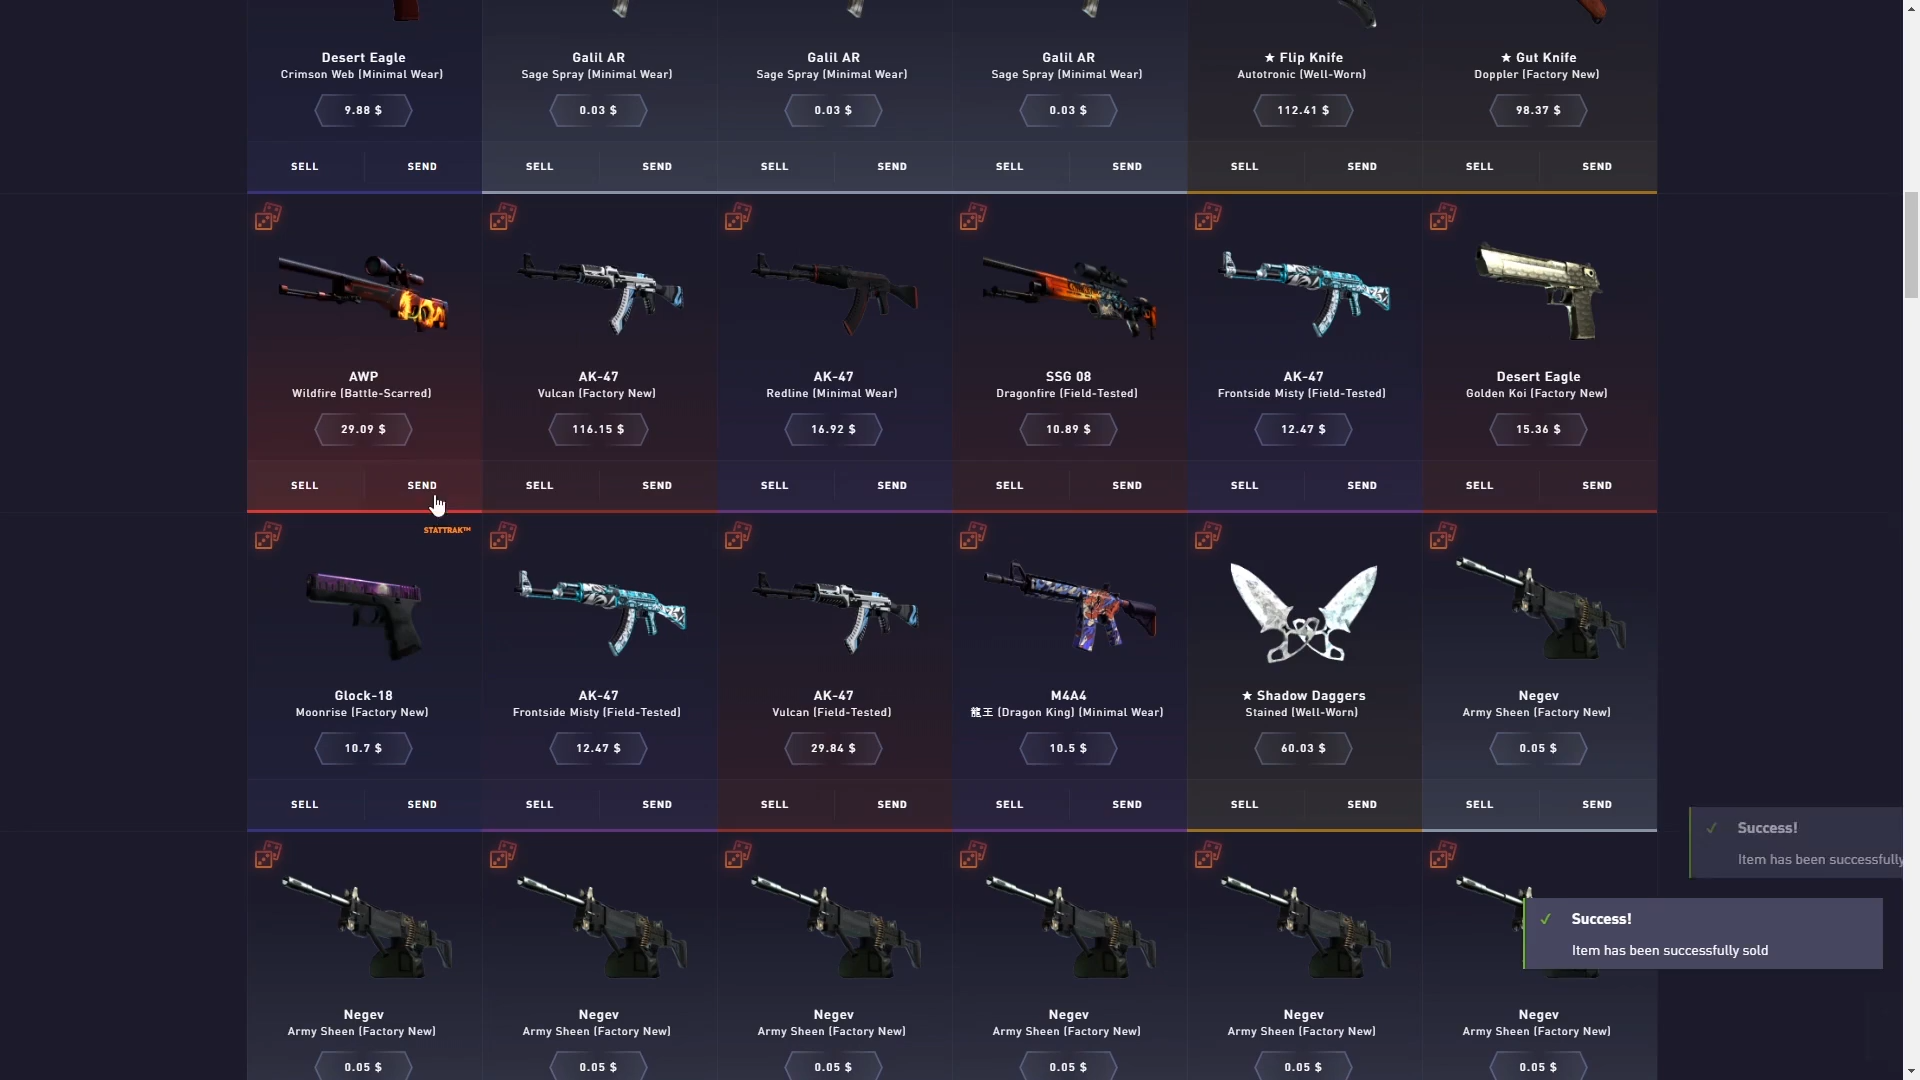 Desert Eagle
Crimson Web (Minimal Wear)
9.88 $
SELL SEND
Galil AR
Sage Spray (Minimal Wear)
0.03 $
SELL SEND
Galil AR
Sage Spray (Minimal Wear)
0.03 $
SELL SEND
Galil AR
Sage Spray (Minimal Wear)
0.03 $
SELL SEND
★ Flip Knife
Autotronic (Well-Worn)
112.41 $
SELL SEND
★ Gut Knife
Doppler (Factory New)
98.37 $
SELL SEND
AWP
Wildfire (Battle-Scarred)
29.09 $
SELL SEND
AK-47
Vulcan (Factory New)
116.15 $
SELL SEND
AK-47
Redline (Minimal Wear)
16.92 $
SELL SEND
SSG 08
Dragonfire (Field-Tested)
10.89 $
SELL SEND
AK-47
Frontside Misty (Field-Tested)
12.47 $
SELL SEND
Desert Eagle
Golden Koi (Factory New)
15.36 $
SELL SEND
STATTRAK™
Glock-18
Moonrise (Factory New)
10.7 $
SELL SEND
AK-47
Frontside Misty (Field-Tested)
12.47 $
SELL SEND
AK-47
Vulcan (Field-Tested)
29.84 $
SELL SEND
M4A4
龍王 (Dragon King) (Minimal Wear)
10.5 $
SELL SEND
★ Shadow Daggers
Stained (Well-Worn)
60.03 $
SELL SEND
Negev
Army Sheen (Factory New)
0.05 $
SELL SEND
Negev
Army Sheen (Factory New)
0.05 $
Negev
Army Sheen (Factory New)
0.05 $
Negev
Army Sheen (Factory New)
0.05 $
Negev
Army Sheen (Factory New)
0.05 $
Negev
Army Sheen (Factory New)
0.05 $
Negev
Army Sheen (Factory New)
0.05 $
Success!
Item has been successfully
Success!
Item has been successfully sold